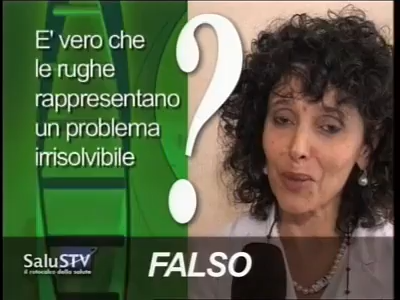 E' vero che
le rughe
rappresentano
un problema
irrisolvibile
?
SaluSTV
il rotocalco della salute
FALSO